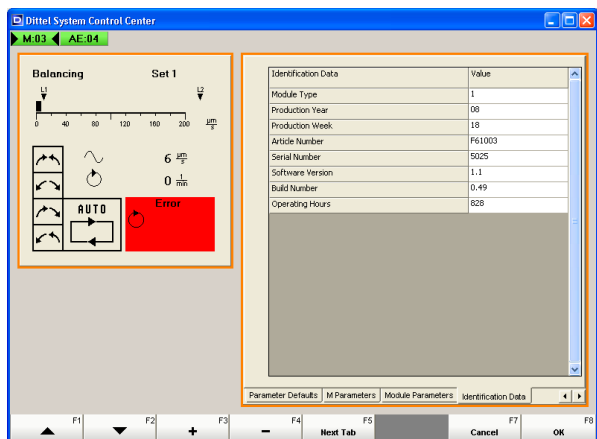 Dittel System Control Center
M:03 AE:04
Balancing Set 1
L1 L2
0 40 80 120 160 200 µm/s
6 µm/s
0 1/min
AUTO
Error
Identification Data Value
Module Type 1
Production Year 08
Production Week 18
Article Number F61003
Serial Number 5025
Software Version 1.1
Build Number 0.49
Operating Hours 828
Parameter Defaults M Parameters Module Parameters Identification Data
F1 F2 F3 F4 F5 F7 F8
+ − Next Tab Cancel OK